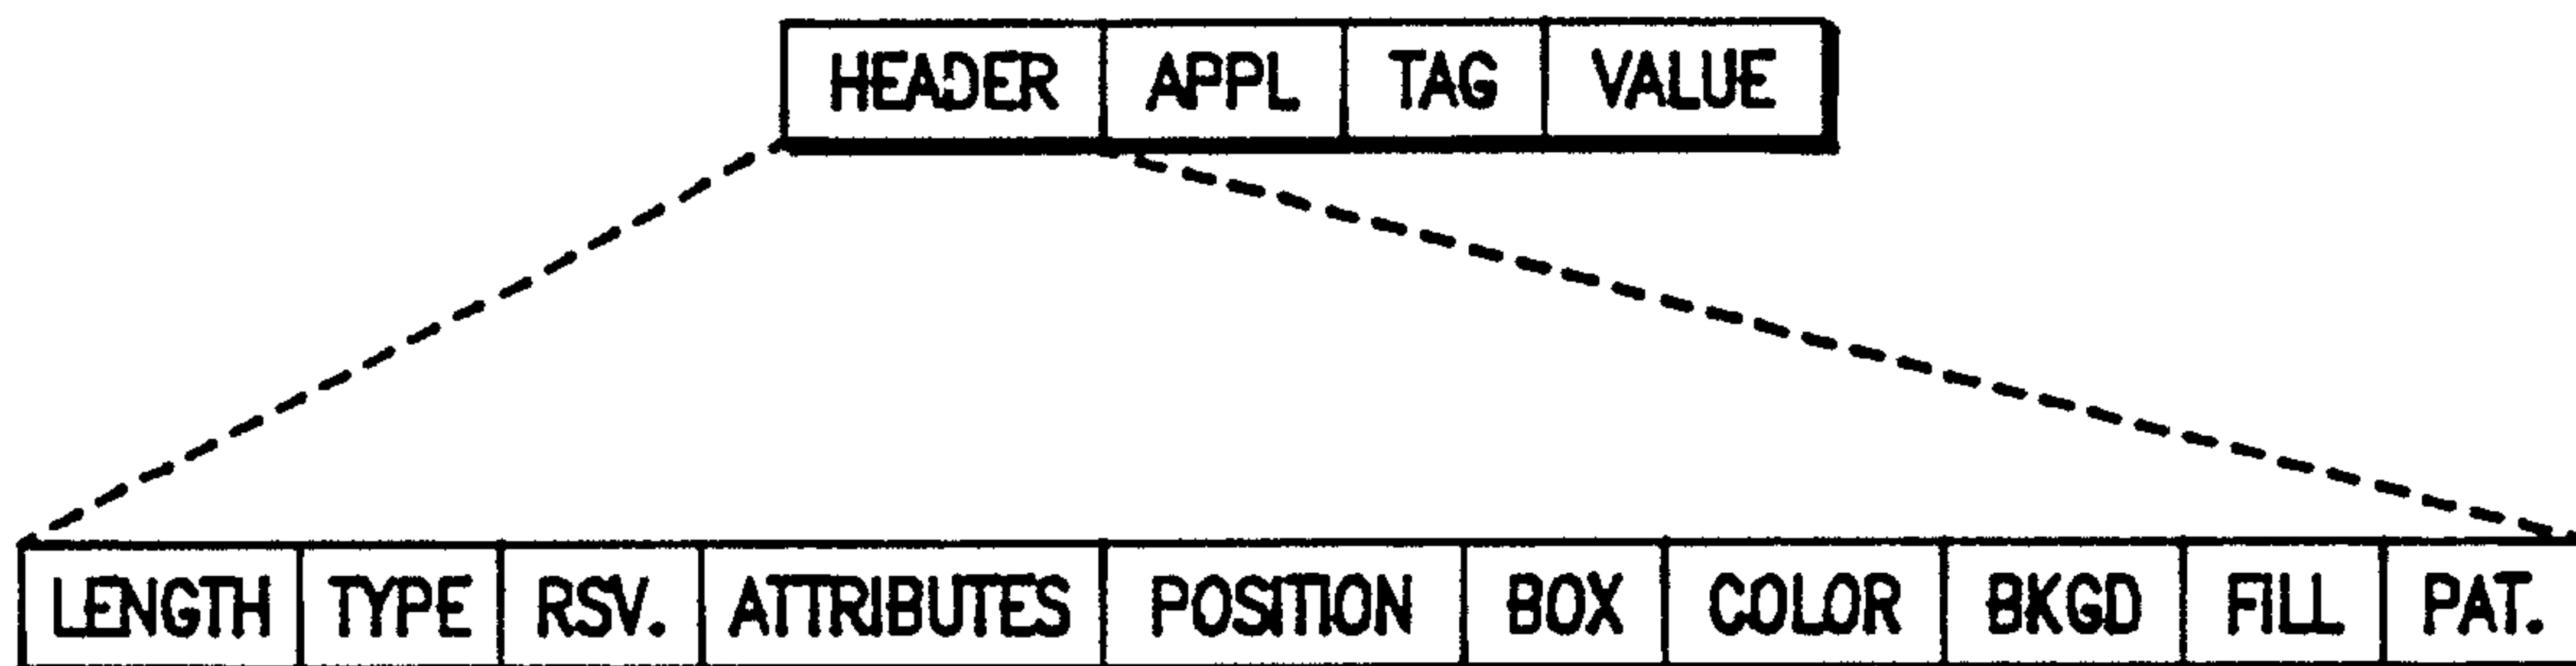 HEADER APPL TAG VALUE
LENGTH TYPE RSV. ATTRIBUTES POSITION BOX COLOR BKGD FILL PAT.